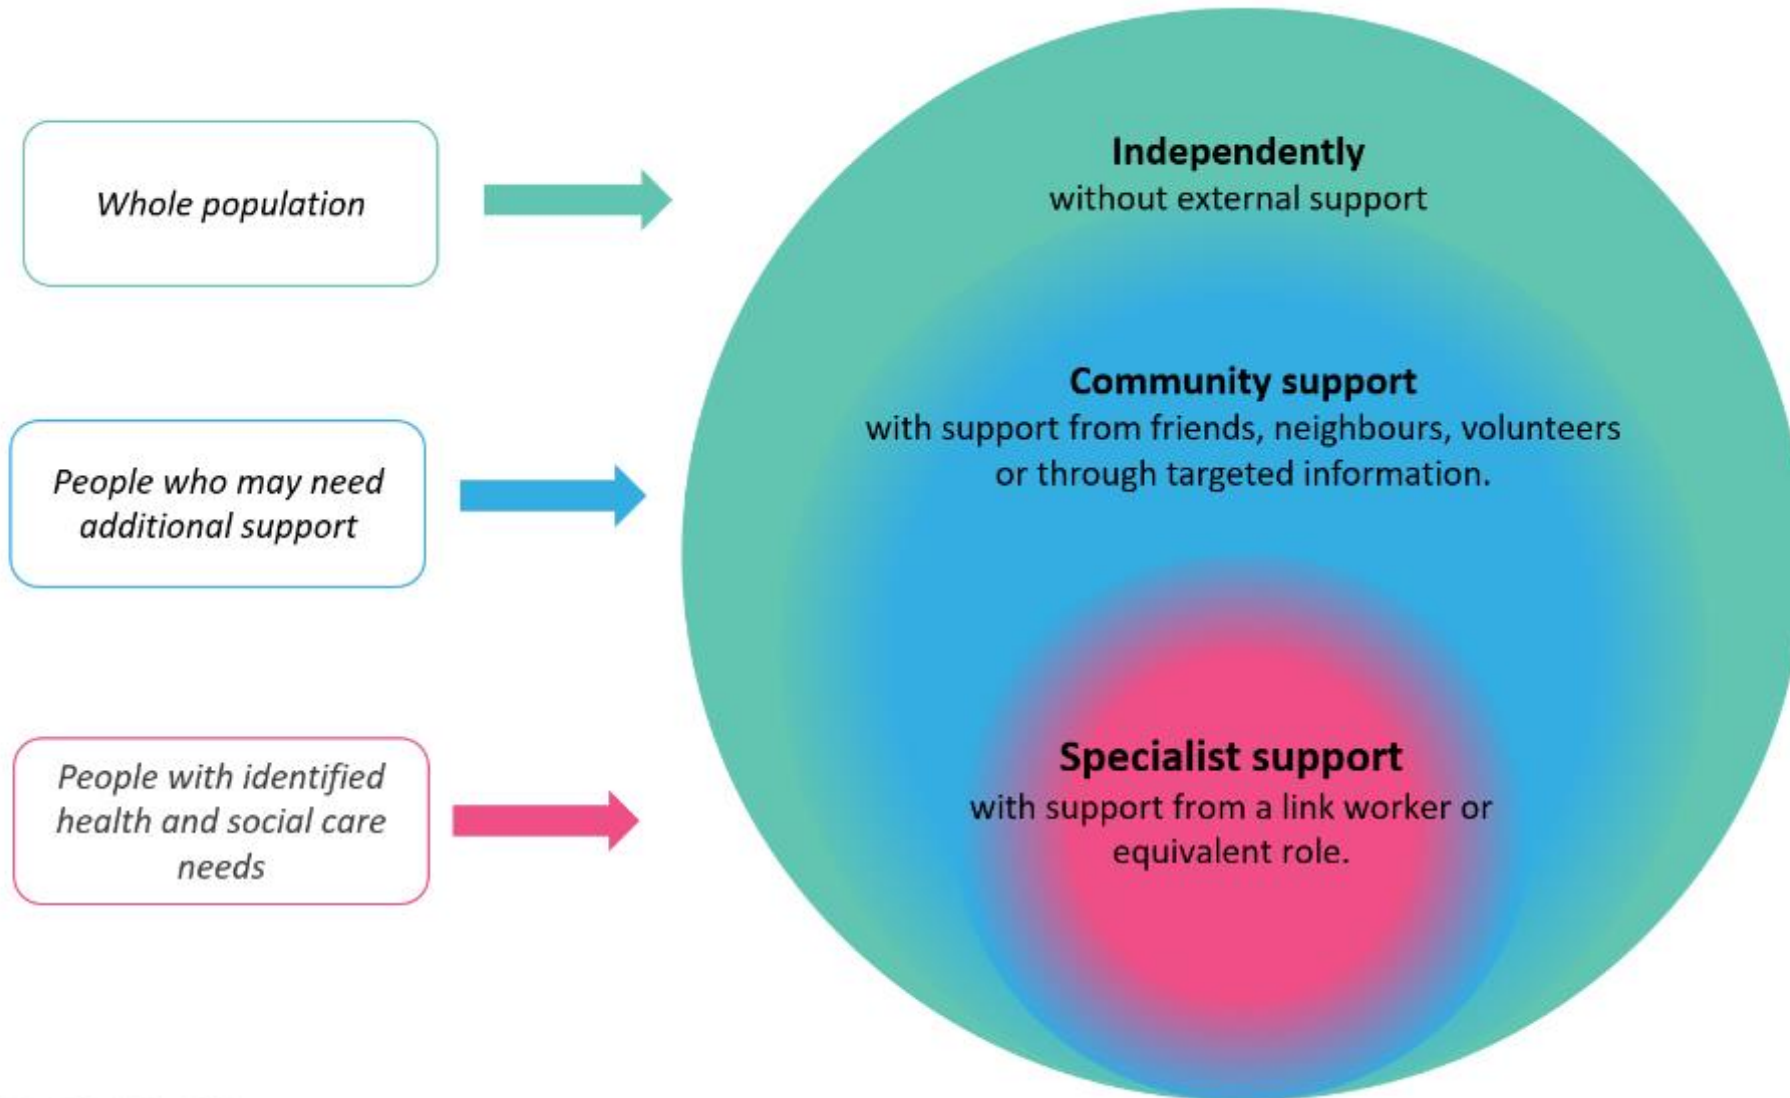 Whole population
Independently
without external support
People who may need
additional support
Community support
with support from friends, neighbours, volunteers
or through targeted information.
People with identified
health and social care
needs
Specialist support
with support from a link worker or
equivalent role.